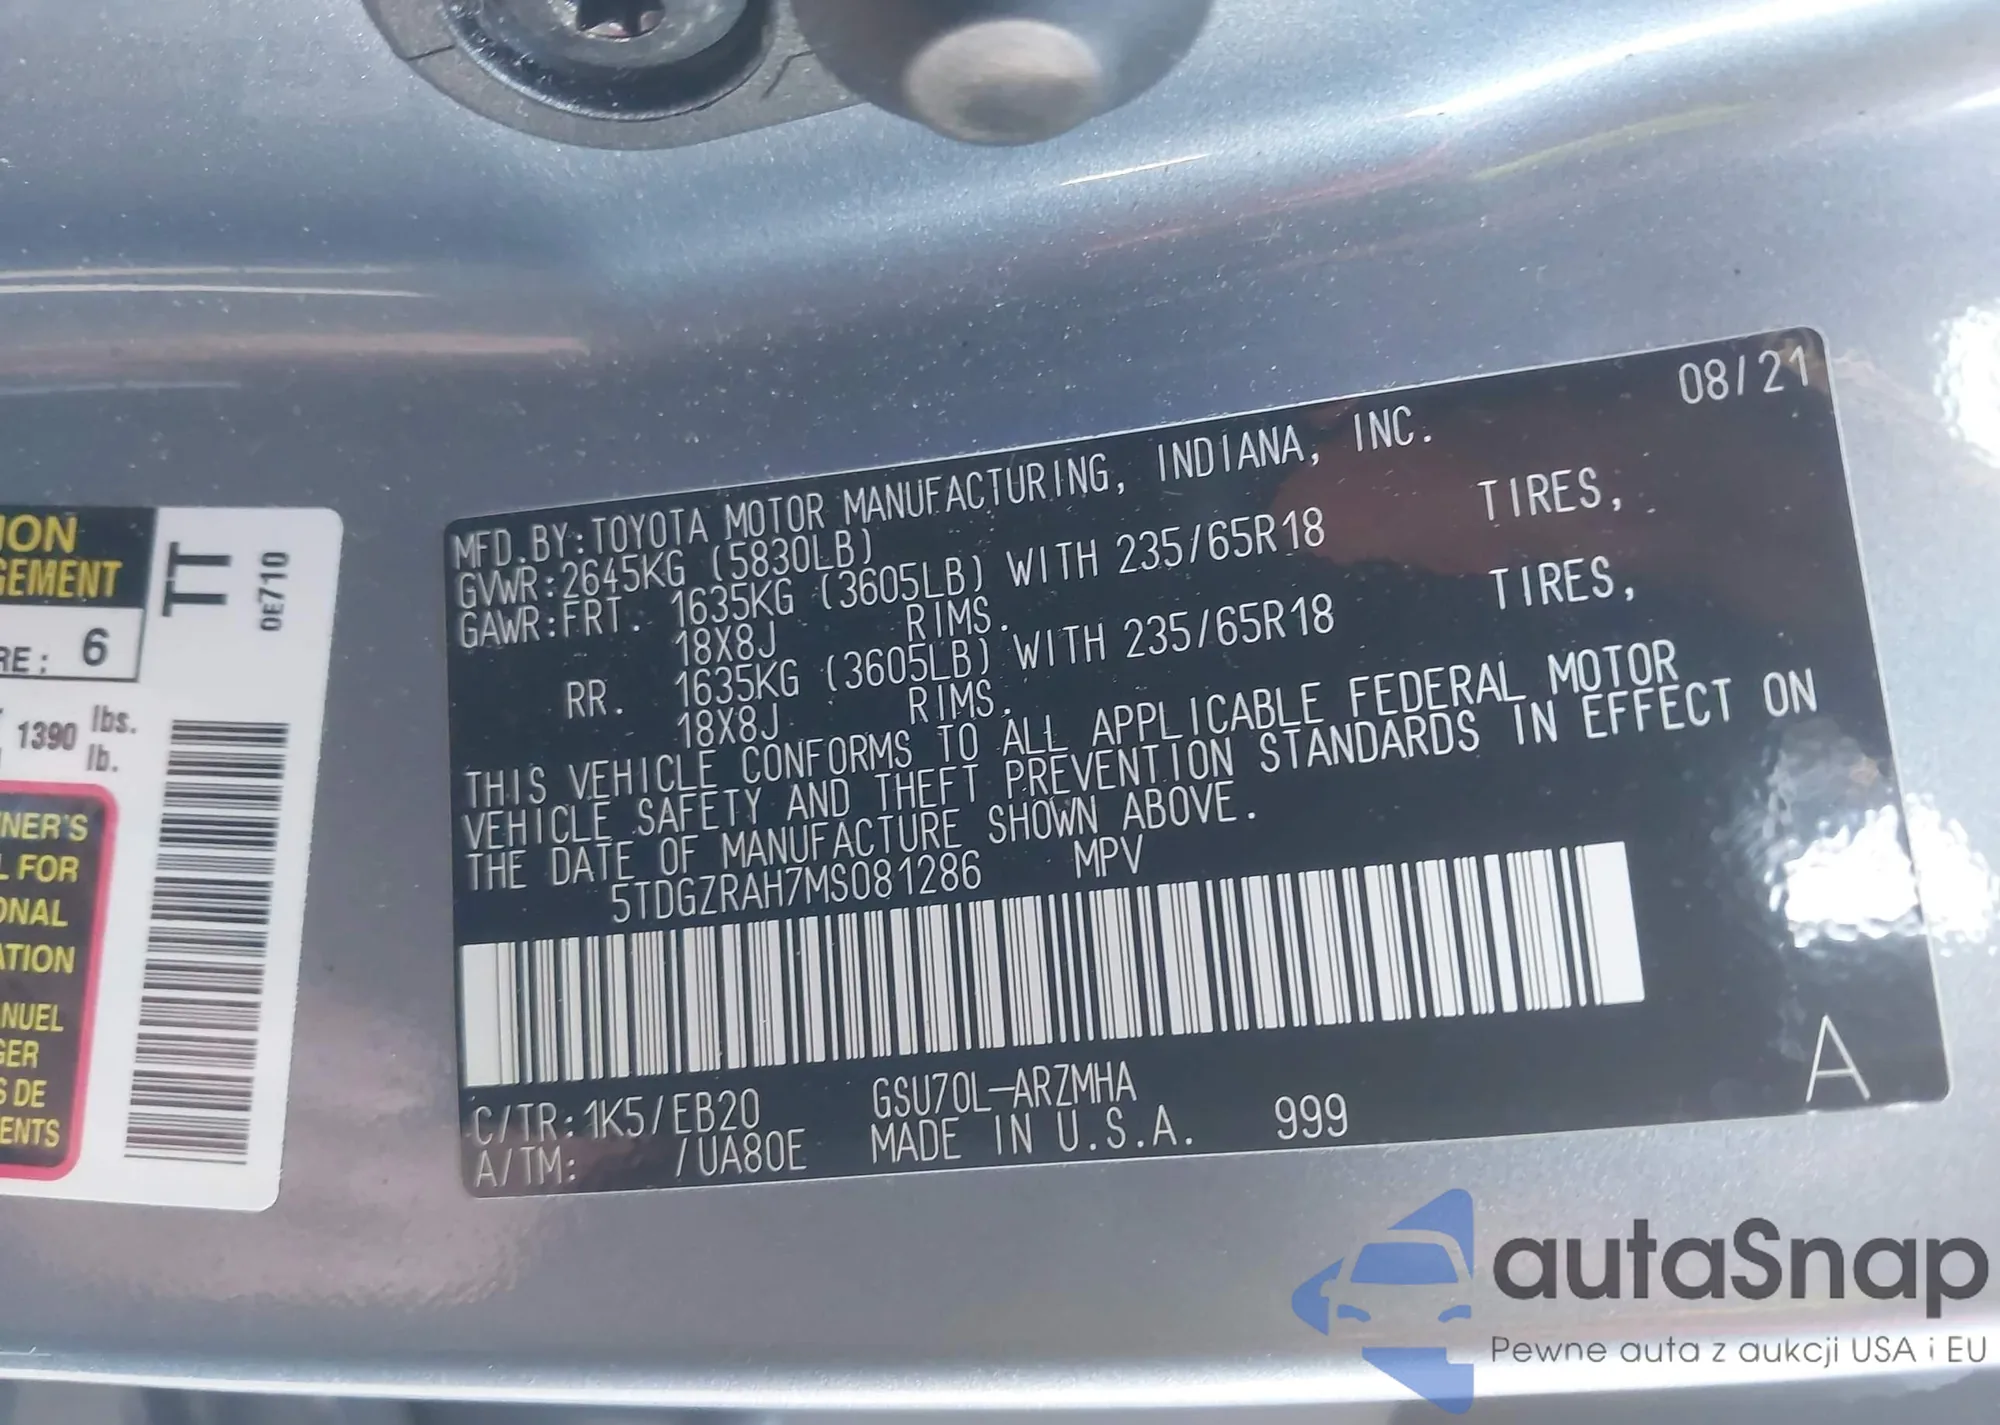 ION
GEMENT
RE: 6
1390 lbs.
lb.
NER'S
L FOR
ONAL
ATION
NUEL
GER
S DE
ENTS
TT
0E710
08/21
MFD.BY:TOYOTA MOTOR MANUFACTURING, INDIANA, INC.
GVWR:2645KG (5830LB)
GAWR:FRT. 1635KG (3605LB) WITH 235/65R18 TIRES,
18X8J RIMS.
RR. 1635KG (3605LB) WITH 235/65R18 TIRES,
18X8J RIMS.
THIS VEHICLE CONFORMS TO ALL APPLICABLE FEDERAL MOTOR
VEHICLE SAFETY AND THEFT PREVENTION STANDARDS IN EFFECT ON
THE DATE OF MANUFACTURE SHOWN ABOVE.
5TDGZRAH7MS081286 MPV
C/TR:1K5/EB20 GSU70L-ARZMHA
A/TM: /UA80E MADE IN U.S.A. 999
A
autaSnap
Pewne auta z aukcji USA i EU